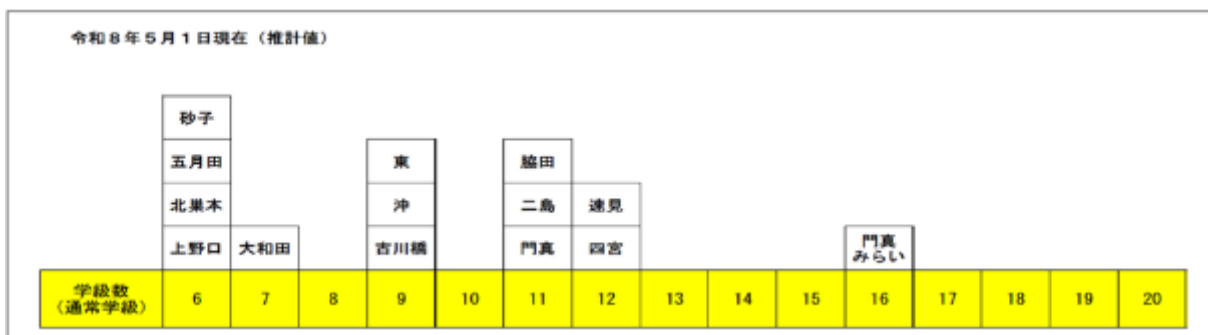 令和８年５月１日現在（推計値）
砂子
五月田 東 脇田
北巣本 沖 二島 速見
上野口 大和田 古川橋 門真 四宮 門真みらい
学級数（通常学級） 6 7 8 9 10 11 12 13 14 15 16 17 18 19 20